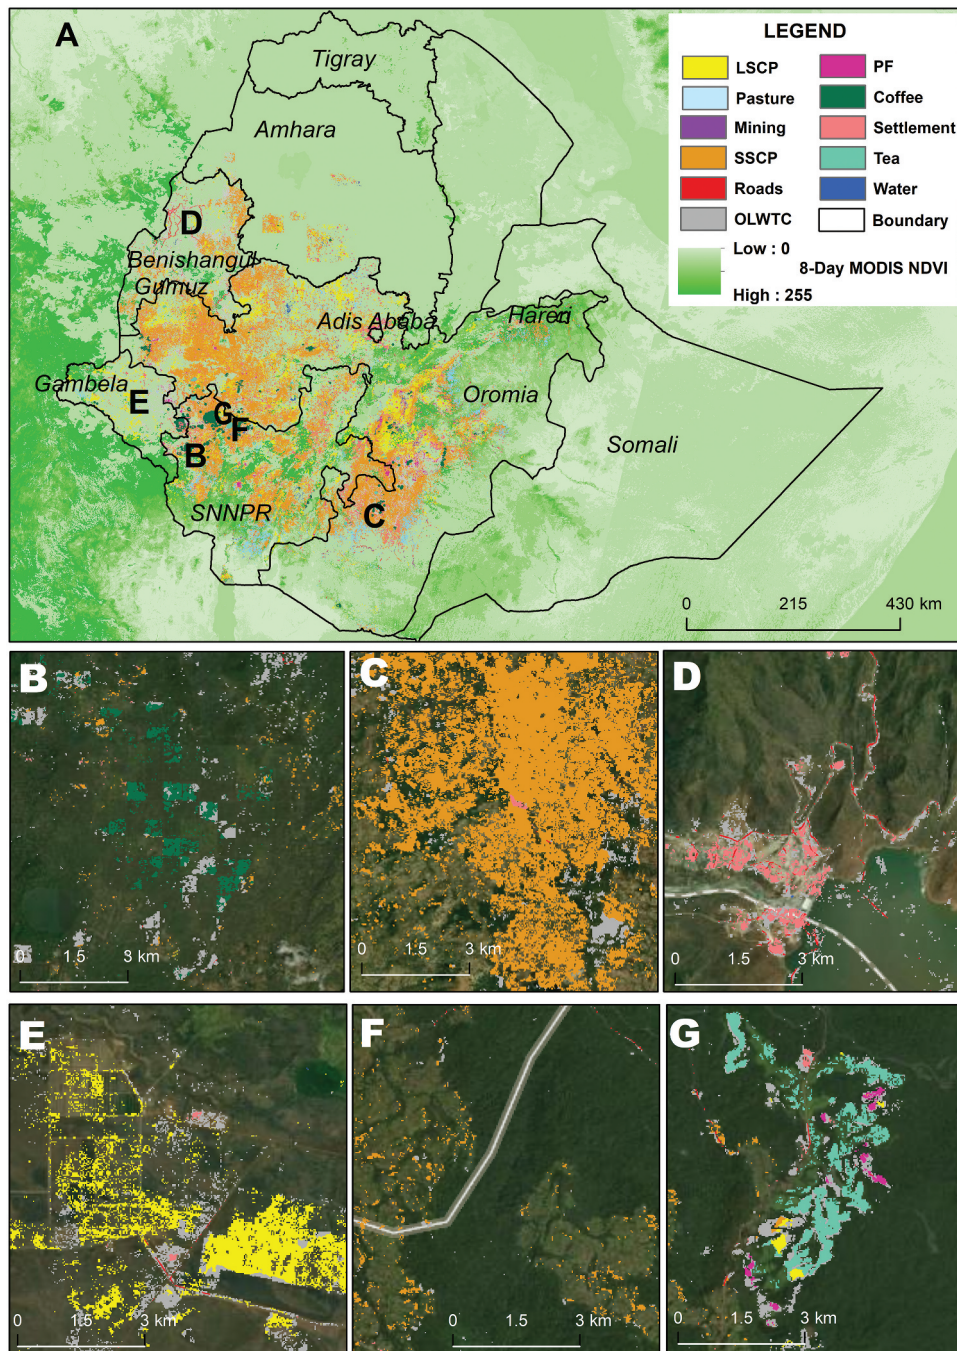 A
Tigray
Amhara
D
Benishangul
Gumuz
Adis Ababa
Hareri
Gambela
E
G
F
Oromia
B
Somali
SNNPR
C
0 215 430 km
LEGEND
LSCP
PF
Pasture
Coffee
Mining
Settlement
SSCP
Tea
Roads
Water
OLWTC
Boundary
Low : 0
8-Day MODIS NDVI
High : 255
B
0 1.5 3 km
C
0 1.5 3 km
D
0 1.5 3 km
E
0 1.5 3 km
F
0 1.5 3 km
G
0 1.5 3 km